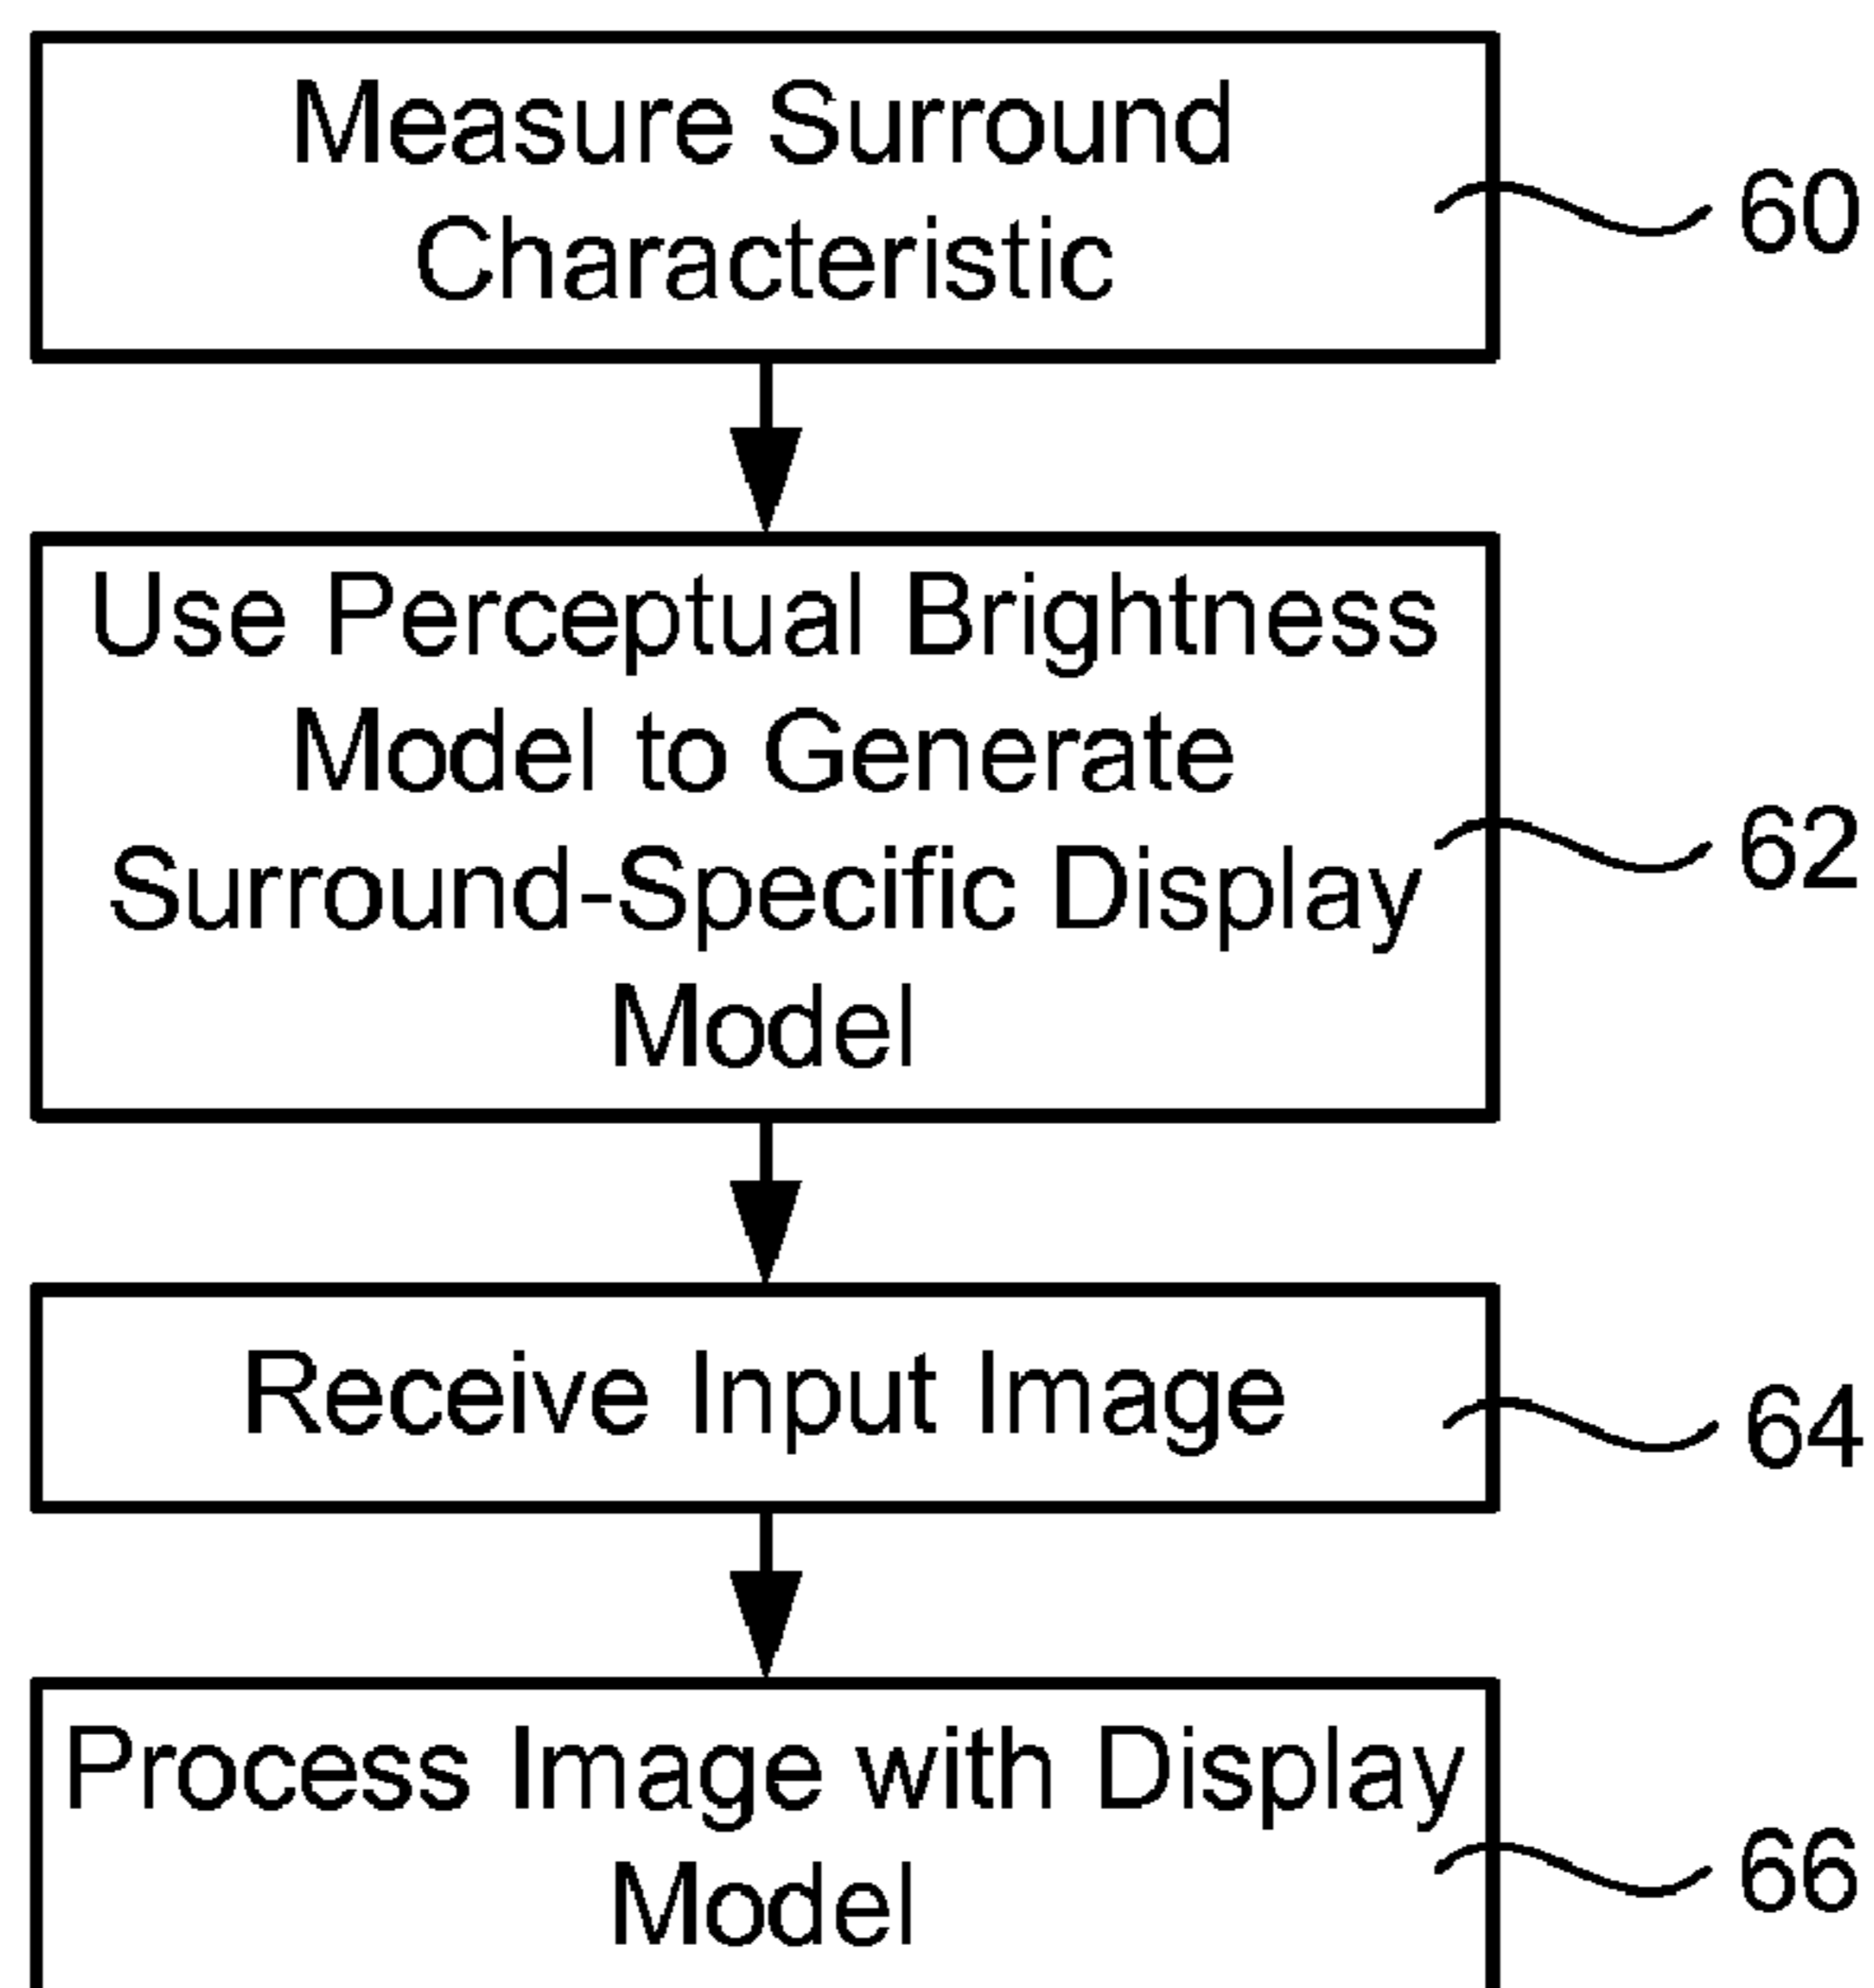 Measure Surround
Characteristic
60
Use Perceptual Brightness
Model to Generate
Surround-Specific Display
Model
62
Receive Input Image
64
Process Image with Display
Model
66